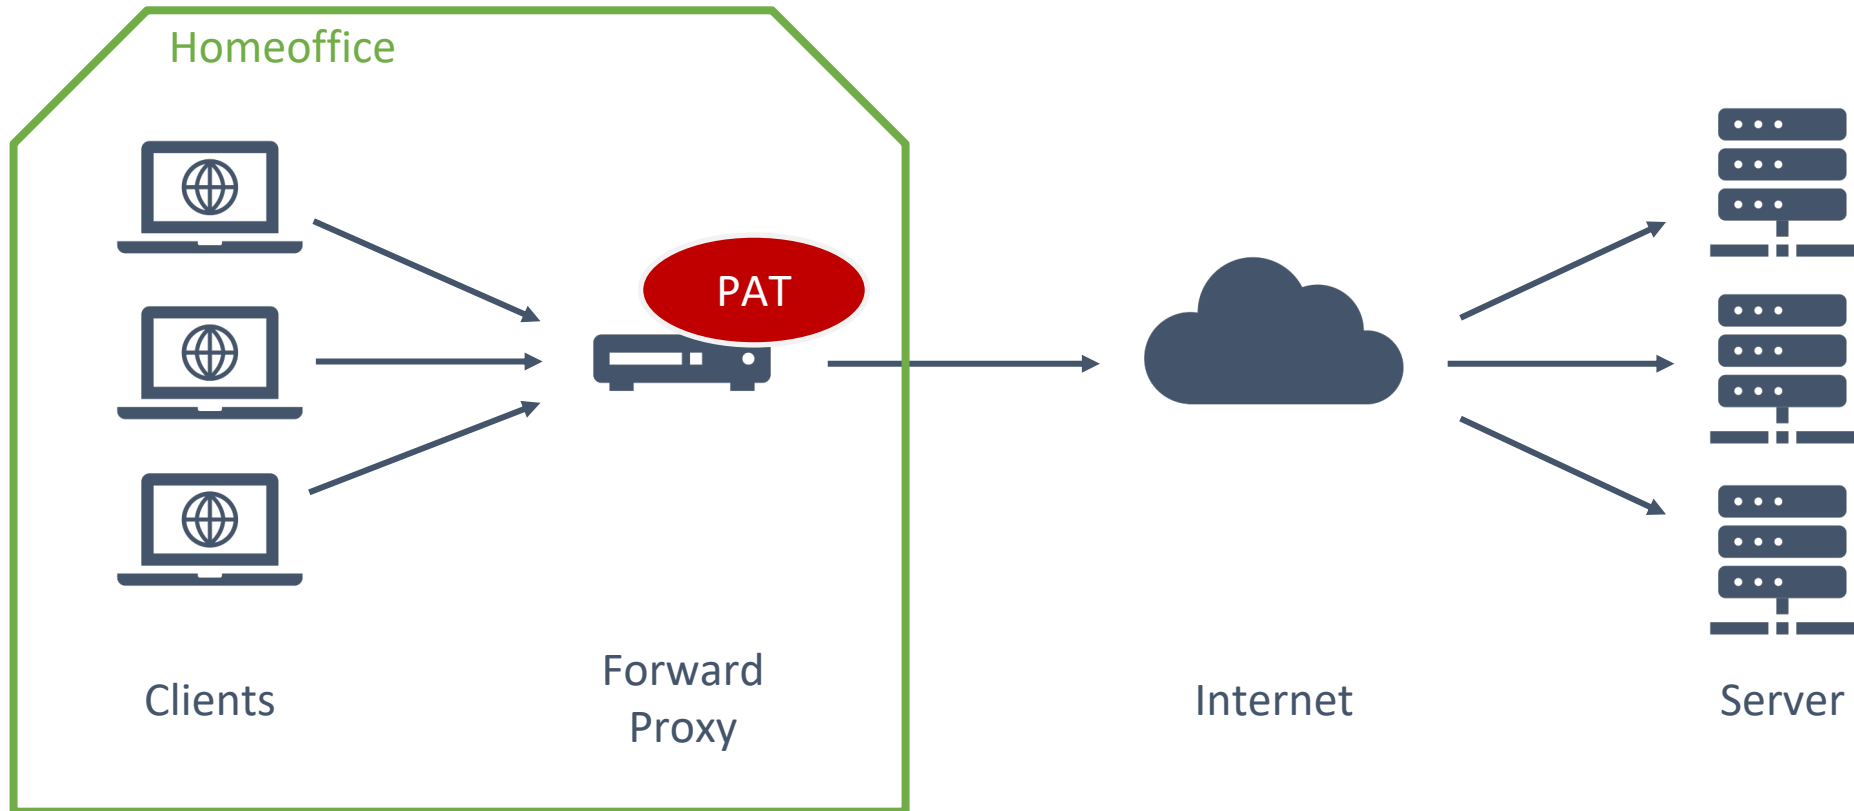 Homeoffice
PAT
Clients
Forward
Proxy
Internet
Server